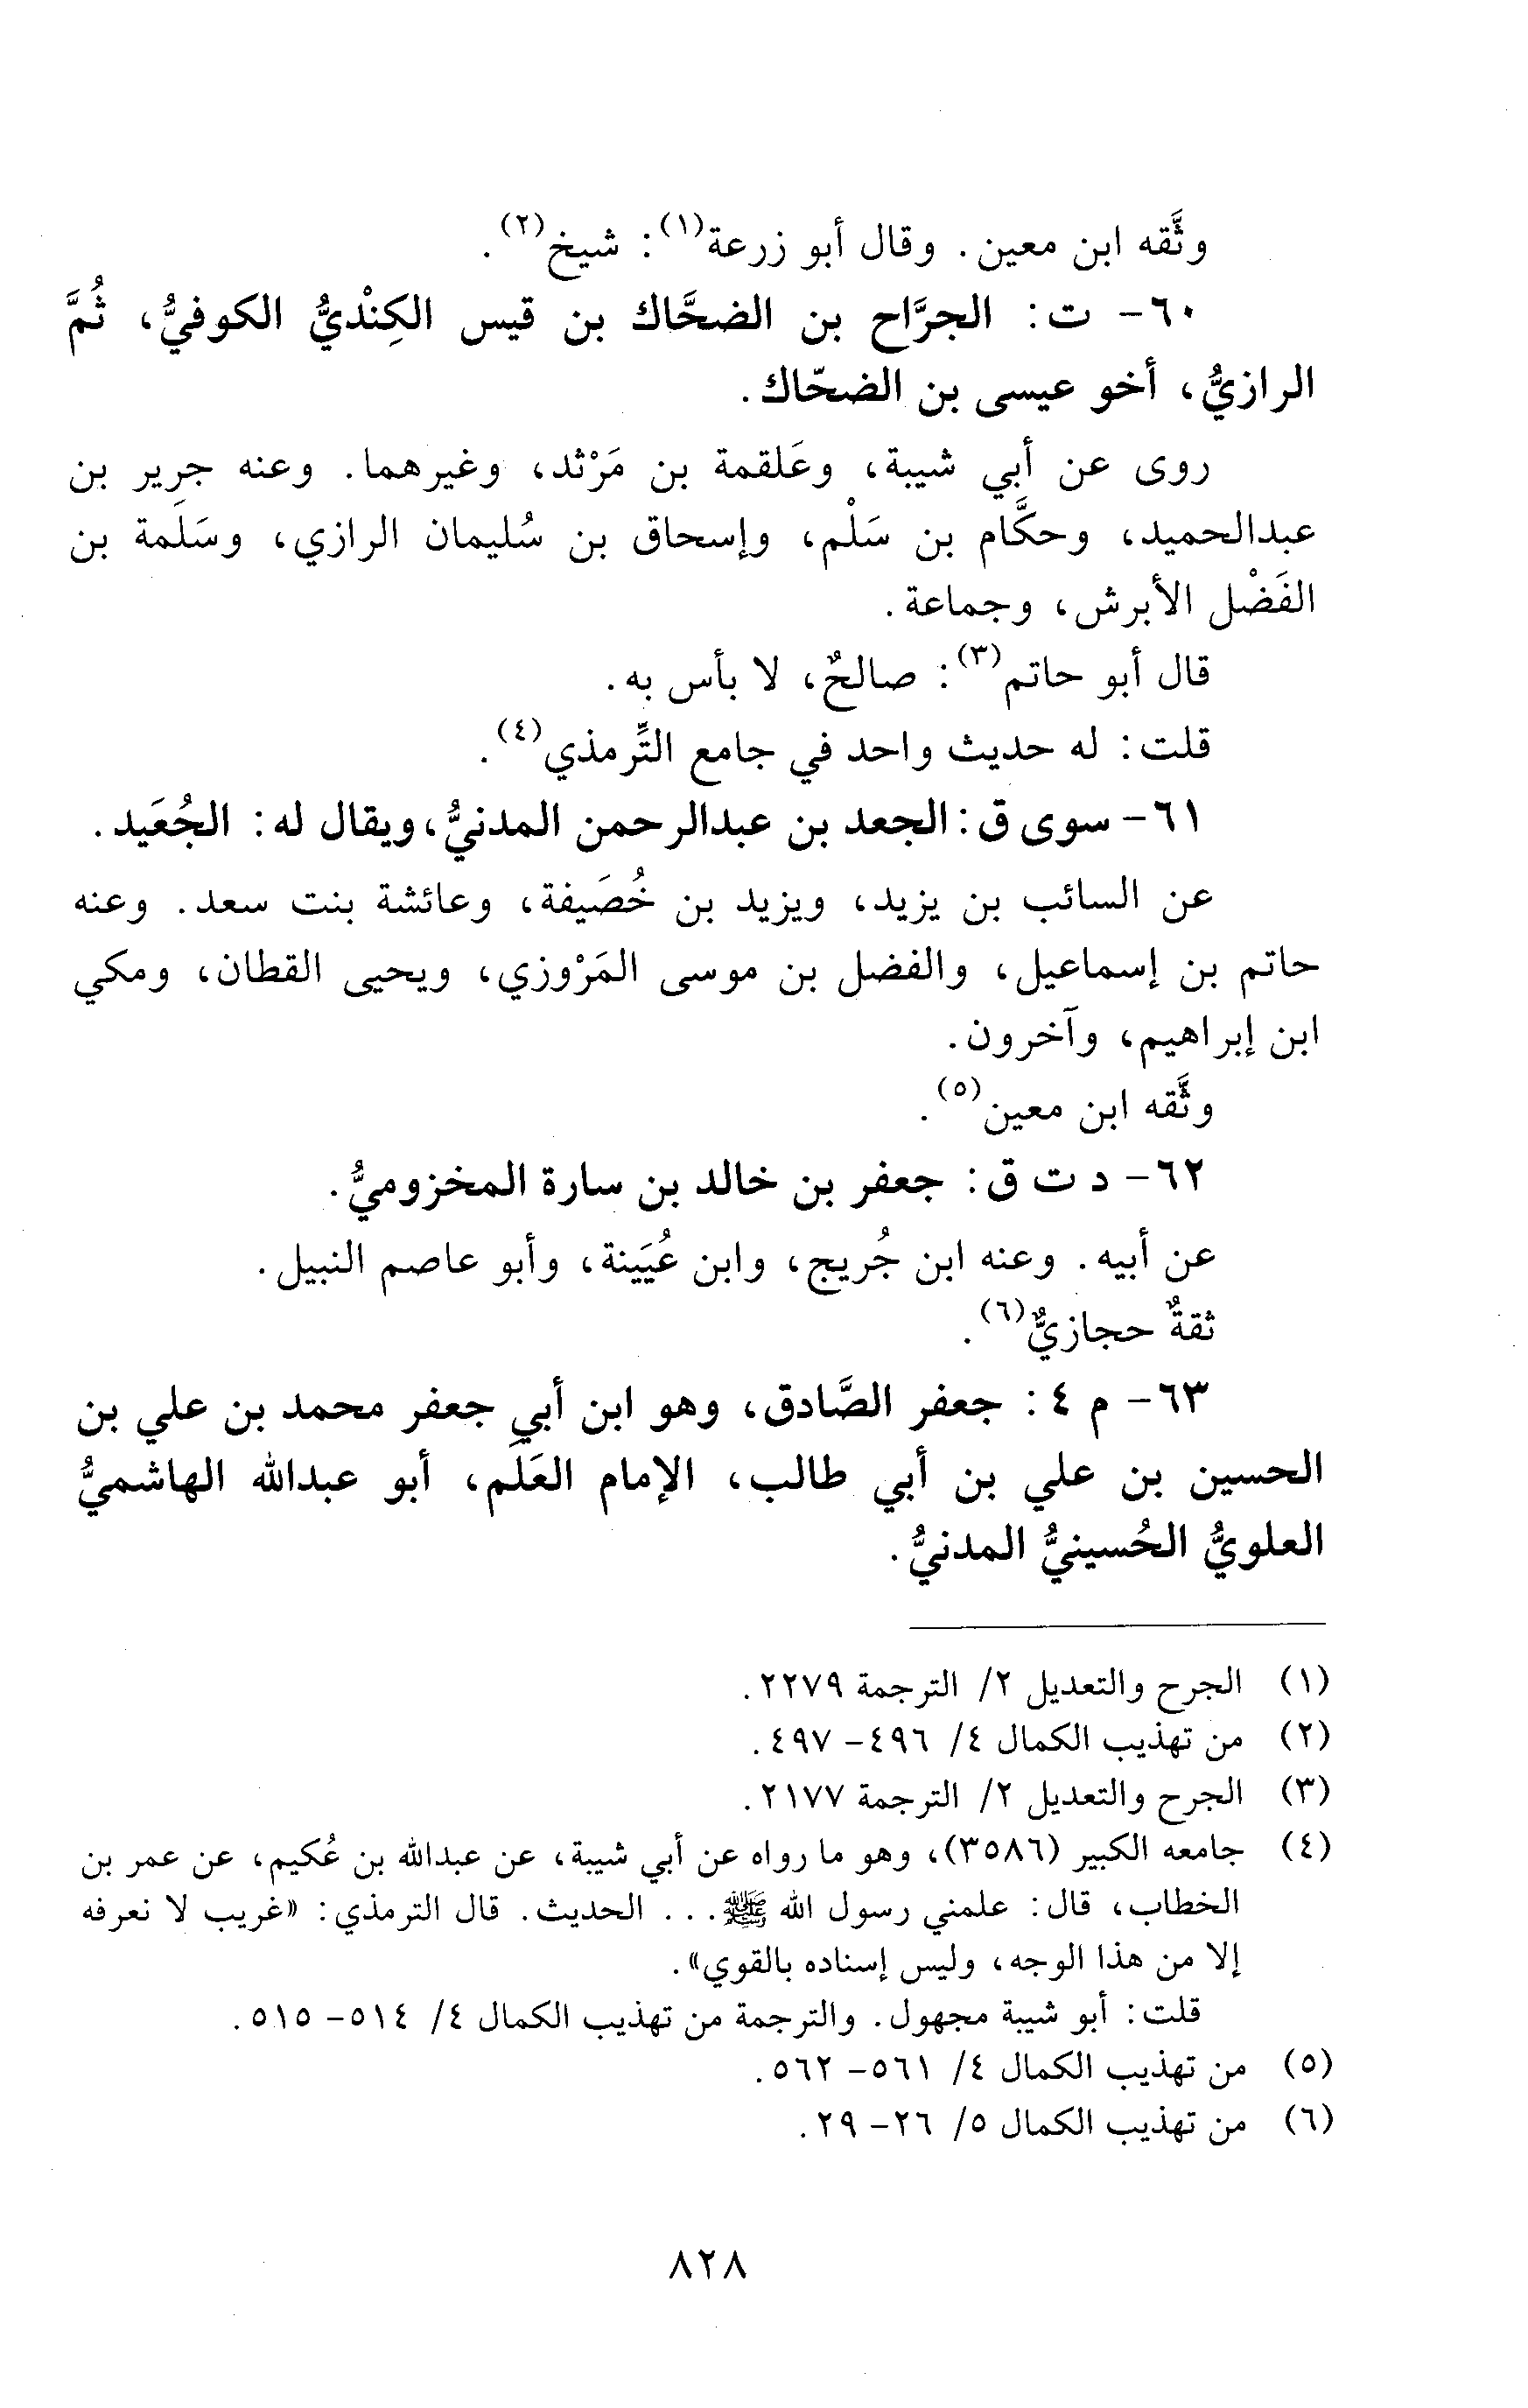 وثَّقه ابن معين. وقال أبو زرعة(١): شيخ(٢).
٦٠- ت: الجرَّاح بن الضحَّاك بن قيس الكِنْديُّ الكوفيُّ، ثُمَّ
الرازيُّ، أخو عيسى بن الضحّاك.
روى عن أبي شيبة، وعَلقمة بن مَرْثد، وغيرهما. وعنه جرير بن
عبدالحميد، وحكَّام بن سَلْم، وإسحاق بن سُليمان الرازي، وسَلَمة بن
الفَضْل الأبرش، وجماعة.
قال أبو حاتم(٣): صالحٌ، لا بأس به.
قلت: له حديث واحد في جامع التِّرمذي(٤).
٦١- سوى ق: الجعد بن عبدالرحمن المدنيُّ، ويقال له: الجُعَيد.
عن السائب بن يزيد، ويزيد بن خُصَيفة، وعائشة بنت سعد. وعنه
حاتم بن إسماعيل، والفضل بن موسى المَرْوزي، ويحيى القطان، ومكي
ابن إبراهيم، وآخرون.
وثَّقه ابن معين(٥).
٦٢- د ت ق: جعفر بن خالد بن سارة المخزوميُّ.
عن أبيه. وعنه ابن جُريج، وابن عُيَينة، وأبو عاصم النبيل.
ثقةٌ حجازيٌّ(٦).
٦٣- م ٤: جعفر الصَّادق، وهو ابن أبي جعفر محمد بن علي بن
الحسين بن علي بن أبي طالب، الإمام العَلَم، أبو عبدالله الهاشميُّ
العلويُّ الحُسينيُّ المدنيُّ.
(١) الجرح والتعديل ٢/ الترجمة ٢٢٧٩.
(٢) من تهذيب الكمال ٤/ ٤٩٦- ٤٩٧.
(٣) الجرح والتعديل ٢/ الترجمة ٢١٧٧.
(٤) جامعه الكبير (٣٥٨٦)، وهو ما رواه عن أبي شيبة، عن عبدالله بن عُكيم، عن عمر بن
الخطاب، قال: علمني رسول الله ﷺ... الحديث. قال الترمذي: «غريب لا نعرفه
إلا من هذا الوجه، وليس إسناده بالقوي».
قلت: أبو شيبة مجهول. والترجمة من تهذيب الكمال ٤/ ٥١٤- ٥١٥.
(٥) من تهذيب الكمال ٤/ ٥٦١- ٥٦٢.
(٦) من تهذيب الكمال ٥/ ٢٦- ٢٩.
٨٢٨